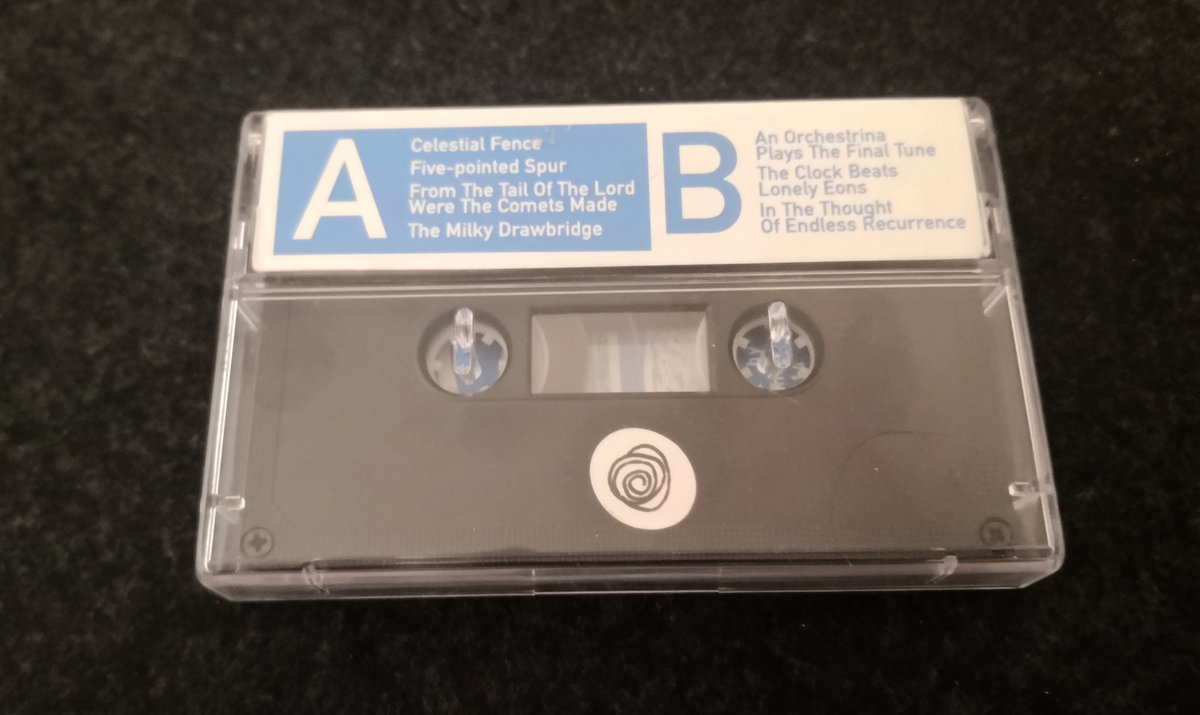 A
Celestial Fence
Five-pointed Spur
From The Tail Of The Lord
Were The Comets Made
The Milky Drawbridge
B
An Orchestrina
Plays The Final Tune
The Clock Beats
Lonely Eons
In The Thought
Of Endless Recurrence